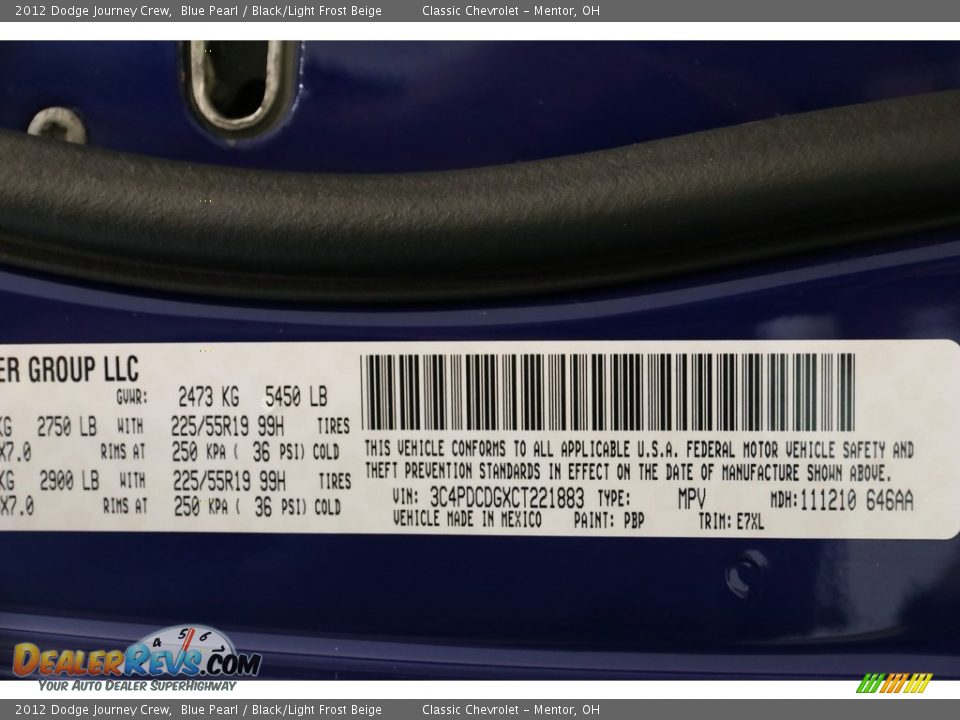 2012 Dodge Journey Crew,  Blue Pearl / Black/Light Frost Beige    Classic Chevrolet – Mentor, OH
ER GROUP LLC
GVWR: 2473 KG 5450 LB
KG 2750 LB WITH 225/55R19 99H TIRES
X7.0 RIMS AT 250 KPA ( 36 PSI) COLD
KG 2900 LB WITH 225/55R19 99H TIRES
X7.0 RIMS AT 250 KPA ( 36 PSI) COLD
THIS VEHICLE CONFORMS TO ALL APPLICABLE U.S.A. FEDERAL MOTOR VEHICLE SAFETY AND
THEFT PREVENTION STANDARDS IN EFFECT ON THE DATE OF MANUFACTURE SHOWN ABOVE.
VIN: 3C4PDCDGXCT221883 TYPE: MPV MDH:111210 646AA
VEHICLE MADE IN MEXICO PAINT: PBP TRIM: E7XL
4 5 6
DEALERREVS.COM
YOUR AUTO DEALER SUPERHIGHWAY
2012 Dodge Journey Crew,  Blue Pearl / Black/Light Frost Beige    Classic Chevrolet – Mentor, OH